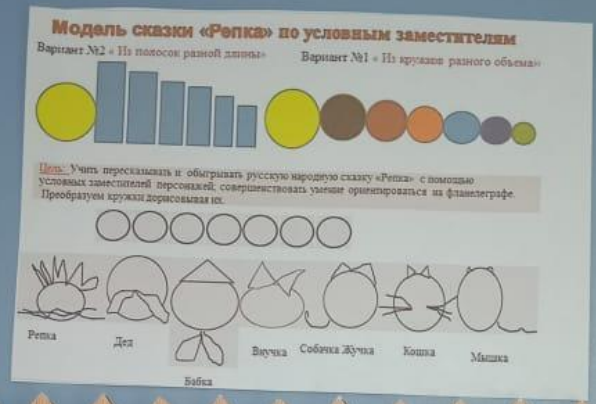 Модель сказки «Репка» по условным заместителям
Вариант №2 « Из полосок разной длины»
Вариант №1 « Из кружков разного объема»
Цель: Учить пересказывать и обыгрывать русскую народную сказку «Репка» с помощью
условных заместителей персонажей, совершенствовать умение ориентироваться на фланелеграфе.
Преобразуем кружки дорисовывая их.
Репка
Дед
Бабка
Внучка
Собачка Жучка
Кошка
Мышка